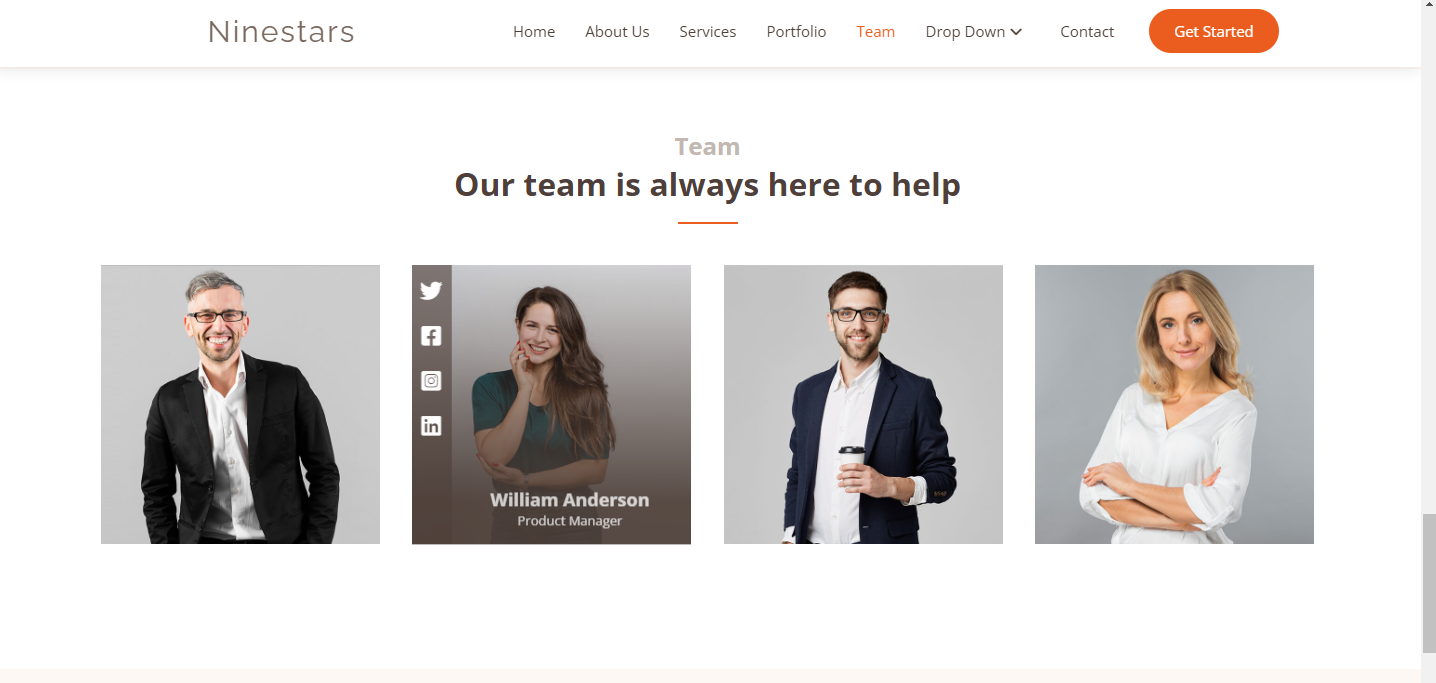 Ninestars
Home About Us Services Portfolio Team Drop Down Contact Get Started
Team
Our team is always here to help
William Anderson
Product Manager